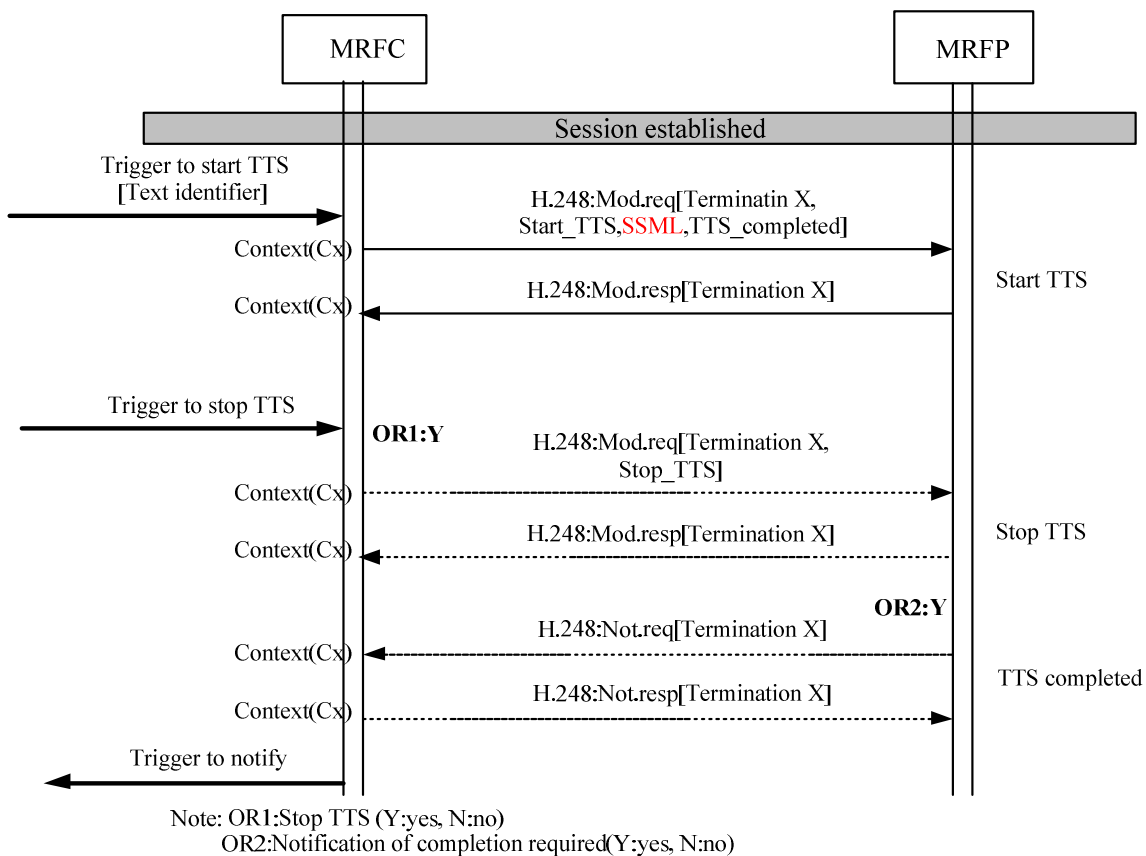 MRFC
MRFP
Session established
Trigger to start TTS
[Text identifier]
H.248:Mod.req[Terminatin X,
Start_TTS,SSML,TTS_completed]
Context(Cx)
Start TTS
H.248:Mod.resp[Termination X]
Context(Cx)
Trigger to stop TTS
OR1:Y
H.248:Mod.req[Termination X,
Stop_TTS]
Context(Cx)
H.248:Mod.resp[Termination X]
Stop TTS
Context(Cx)
OR2:Y
H.248:Not.req[Termination X]
Context(Cx)
TTS completed
H.248:Not.resp[Termination X]
Context(Cx)
Trigger to notify
Note: OR1:Stop TTS (Y:yes, N:no)
OR2:Notification of completion required(Y:yes, N:no)